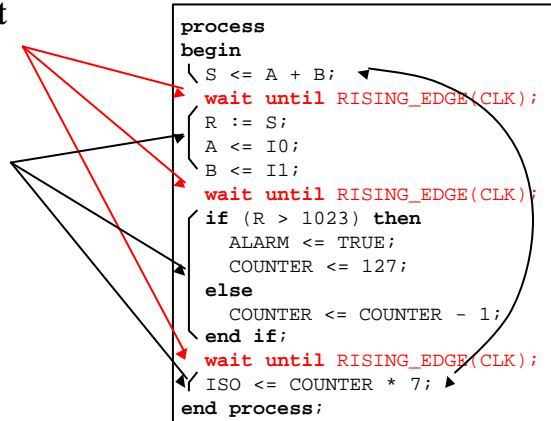 t
process
begin
S <= A + B;
wait until RISING_EDGE(CLK);
R := S;
A <= I0;
B <= I1;
wait until RISING_EDGE(CLK);
if (R > 1023) then
ALARM <= TRUE;
COUNTER <= 127;
else
COUNTER <= COUNTER - 1;
end if;
wait until RISING_EDGE(CLK);
ISO <= COUNTER * 7;
end process;